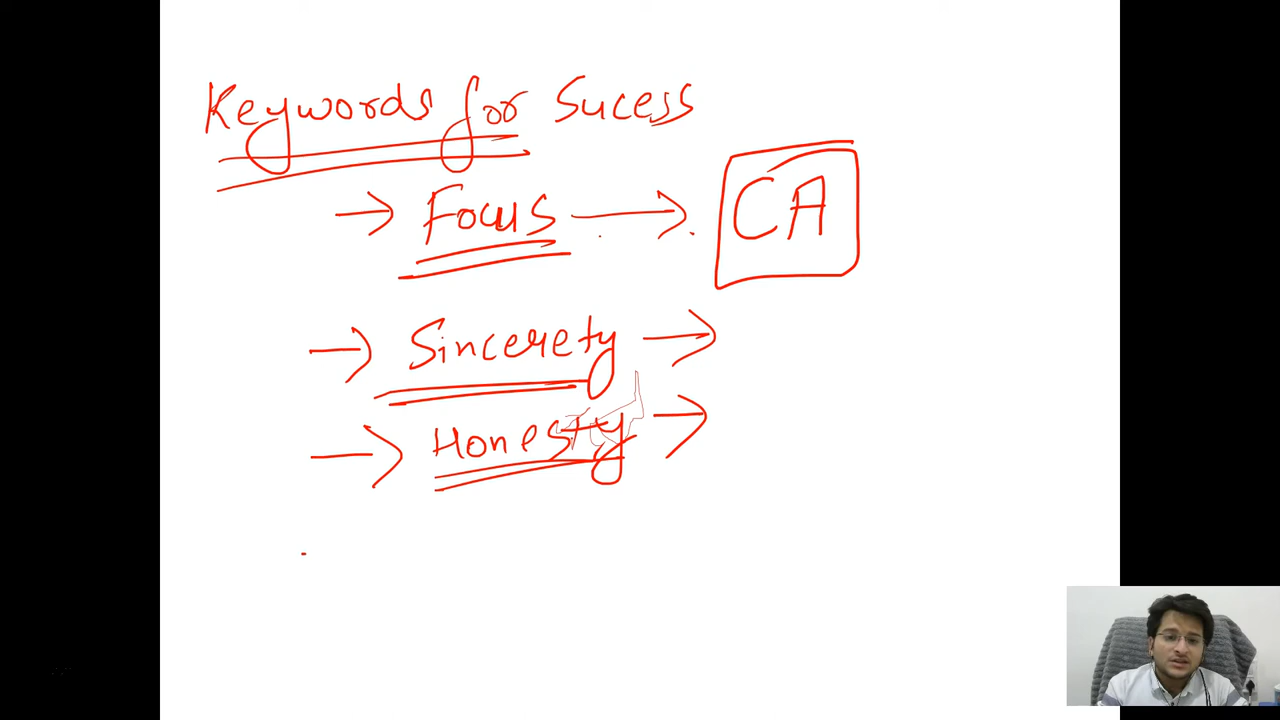 Keywords for Sucess
→ Focus → CA
→ Sincerety →
→ Honesty →